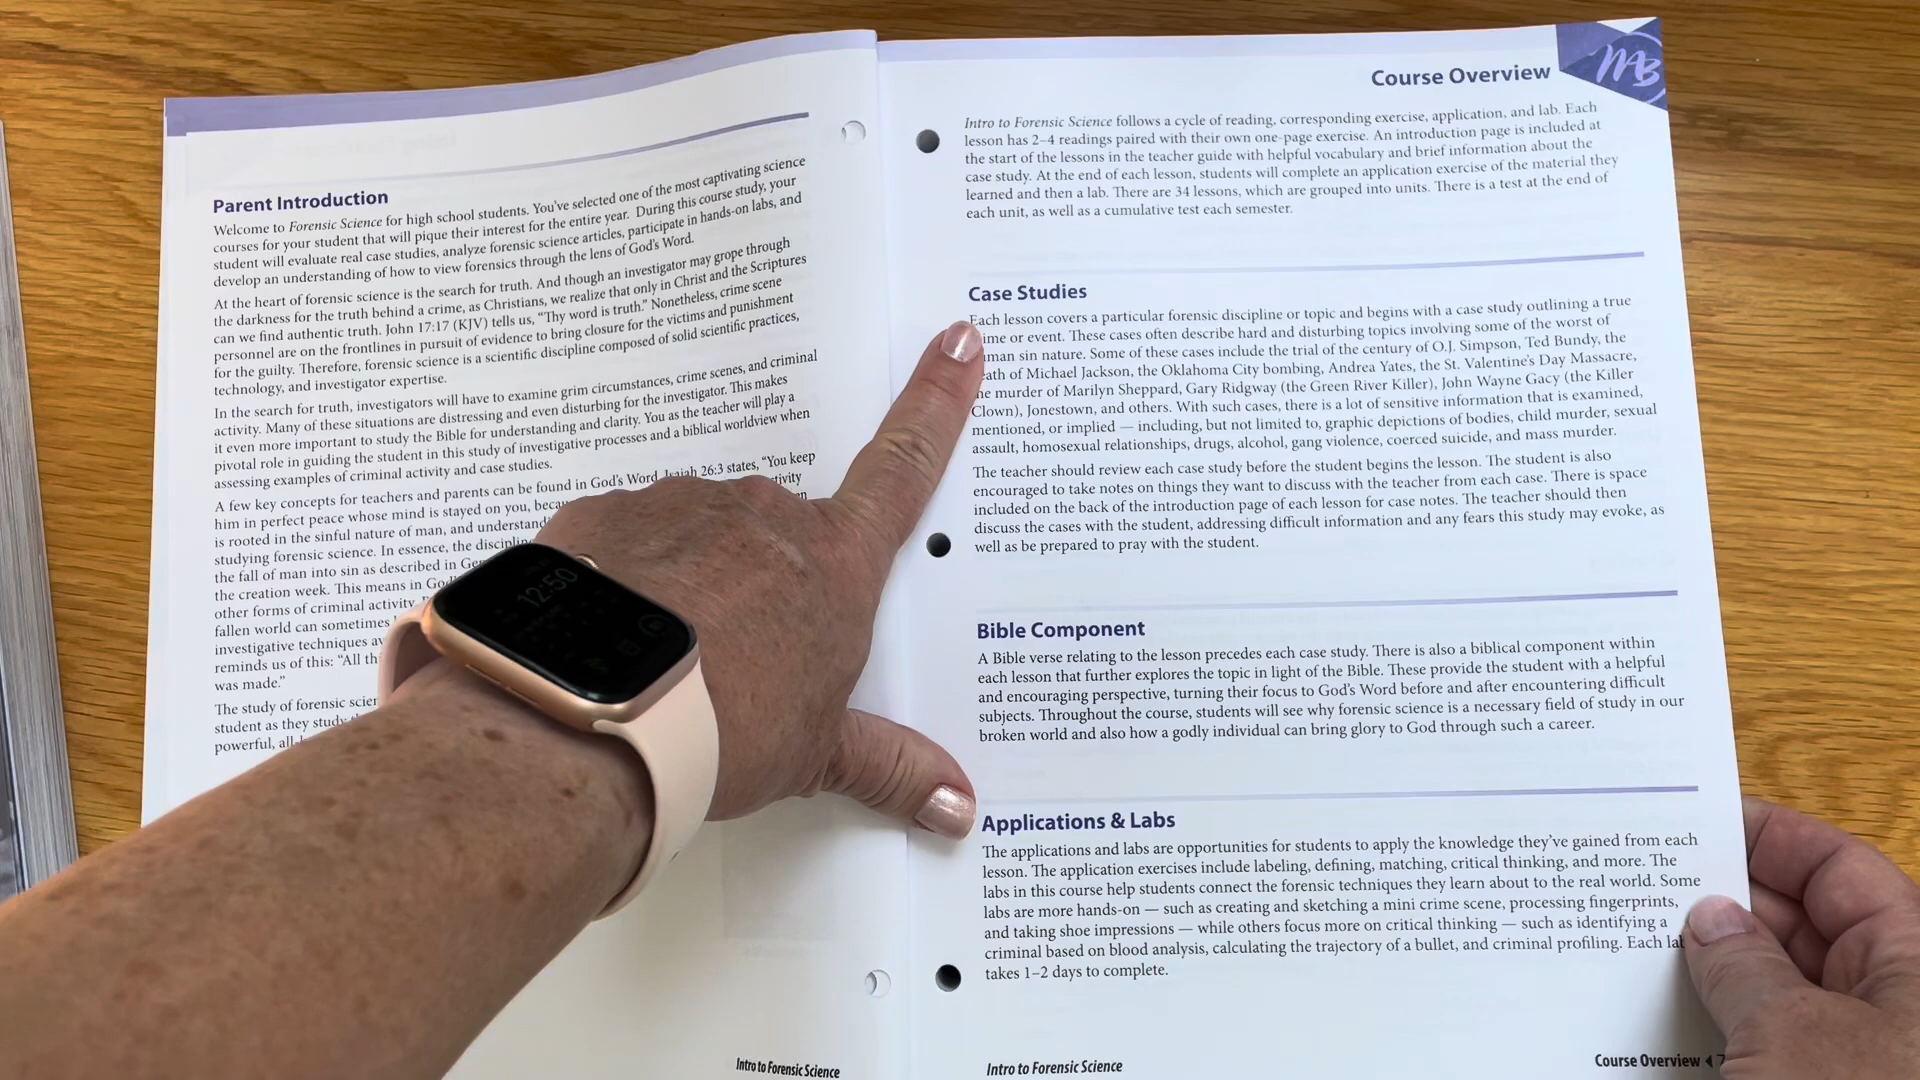 Parent Introduction
Welcome to Forensic Science for high school students. You've selected one of the most captivating science
courses for your student that will pique their interest for the entire year. During this course study, your
student will evaluate real case studies, analyze forensic science articles, participate in hands-on labs, and
develop an understanding of how to view forensics through the lens of God's Word.
At the heart of forensic science is the search for truth. And though an investigator may grope through
the darkness for the truth behind a crime, as Christians, we realize that only in Christ and the Scriptures
can we find authentic truth. John 17:17 (KJV) tells us, "Thy word is truth." Nonetheless, crime scene
personnel are on the frontlines in pursuit of evidence to bring closure for the victims and punishment
for the guilty. Therefore, forensic science is a scientific discipline composed of solid scientific practices,
technology, and investigator expertise.
In the search for truth, investigators will have to examine grim circumstances, crime scenes, and criminal
activity. Many of these situations are distressing and even disturbing for the investigator. This makes
it even more important to study the Bible for understanding and clarity. You as the teacher will play a
pivotal role in guiding the student in this study of investigative processes and a biblical worldview when
assessing examples of criminal activity and case studies.
A few key concepts for teachers and parents can be found in God's Word. Isaiah 26:3 states, "You keep
him in perfect peace whose mind is stayed on you,
is rooted in the sinful nature of man, and
studying forensic science. In essence, the
the fall of man into sin as described in
the creation week. This means in
other forms of criminal activity
fallen world can sometimes
investigative techniques
reminds us of this: "All
was made."
The study of forensic
student as they study
powerful,
Intro to Forensic Science
12:50
Course Overview
MB
Intro to Forensic Science follows a cycle of reading, corresponding exercise, application, and lab. Each
lesson has 2–4 readings paired with their own one-page exercise. An introduction page is included at
the start of the lessons in the teacher guide with helpful vocabulary and brief information about the
case study. At the end of each lesson, students will complete an application exercise of the material they
learned and then a lab. There are 34 lessons, which are grouped into units. There is a test at the end of
each unit, as well as a cumulative test each semester.
Case Studies
Each lesson covers a particular forensic discipline or topic and begins with a case study outlining a true
or event. These cases often describe hard and disturbing topics involving some of the worst of
sin nature. Some of these cases include the trial of the century of O.J. Simpson, Ted Bundy, the
of Michael Jackson, the Oklahoma City bombing, Andrea Yates, the St. Valentine's Day Massacre,
the murder of Marilyn Sheppard, Gary Ridgway (the Green River Killer), John Wayne Gacy (the Killer
Clown), Jonestown, and others. With such cases, there is a lot of sensitive information that is examined,
mentioned, or implied — including, but not limited to, graphic depictions of bodies, child murder, sexual
assault, homosexual relationships, drugs, alcohol, gang violence, coerced suicide, and mass murder.
The teacher should review each case study before the student begins the lesson. The student is also
encouraged to take notes on things they want to discuss with the teacher from each case. There is space
included on the back of the introduction page of each lesson for case notes. The teacher should then
discuss the cases with the student, addressing difficult information and any fears this study may evoke, as
well as be prepared to pray with the student.
Bible Component
A Bible verse relating to the lesson precedes each case study. There is also a biblical component within
each lesson that further explores the topic in light of the Bible. These provide the student with a helpful
and encouraging perspective, turning their focus to God's Word before and after encountering difficult
subjects. Throughout the course, students will see why forensic science is a necessary field of study in our
broken world and also how a godly individual can bring glory to God through such a career.
Applications & Labs
The applications and labs are opportunities for students to apply the knowledge they've gained from each
lesson. The application exercises include labeling, defining, matching, critical thinking, and more. The
labs in this course help students connect the forensic techniques they learn about to the real world. Some
labs are more hands-on — such as creating and sketching a mini crime scene, processing fingerprints,
and taking shoe impressions — while others focus more on critical thinking — such as identifying a
criminal based on blood analysis, calculating the trajectory of a bullet, and criminal profiling. Each lab
takes 1–2 days to complete.
Intro to Forensic Science
Course Overview